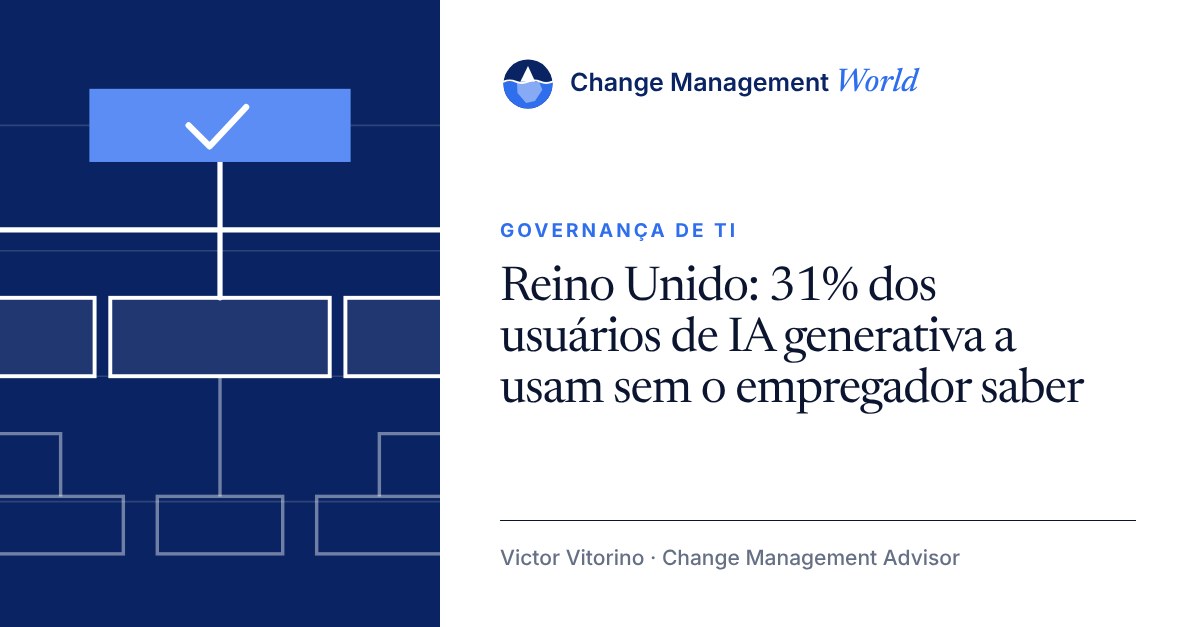 Change Management World
GOVERNANÇA DE TI
Reino Unido: 31% dos
usuários de IA generativa a
usam sem o empregador saber
Victor Vitorino · Change Management Advisor